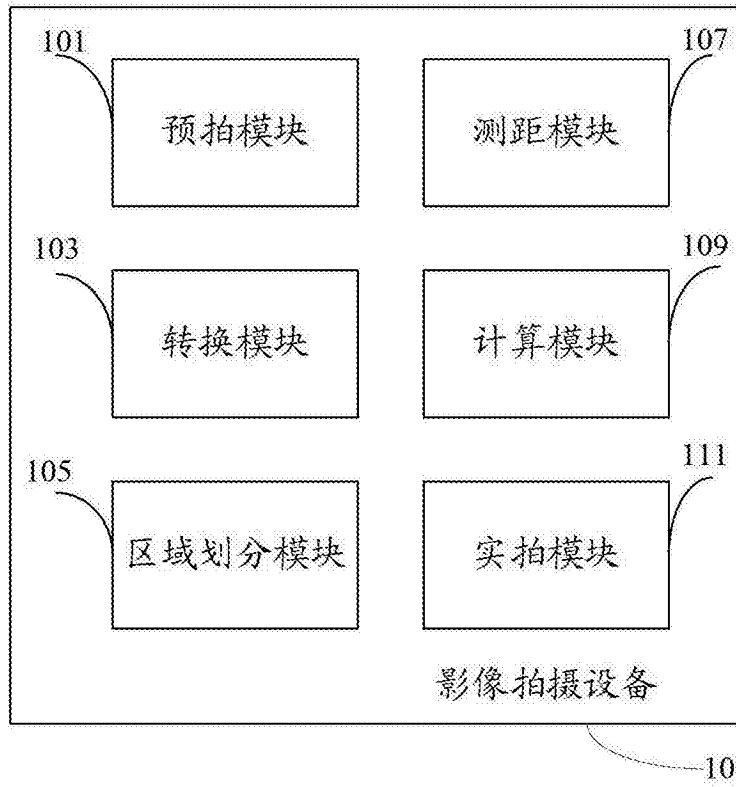 101
107
预拍模块
测距模块
103
109
转换模块
计算模块
105
111
区域划分模块
实拍模块
影像拍摄设备
10